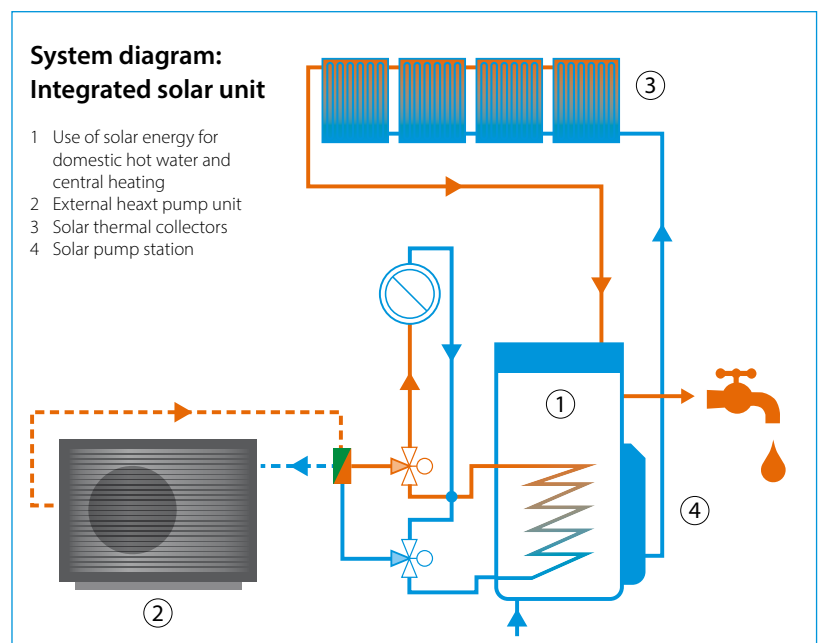 System diagram:
Integrated solar unit
1 Use of solar energy for
domestic hot water and
central heating
2 External heaxt pump unit
3 Solar thermal collectors
4 Solar pump station
3
1
4
2